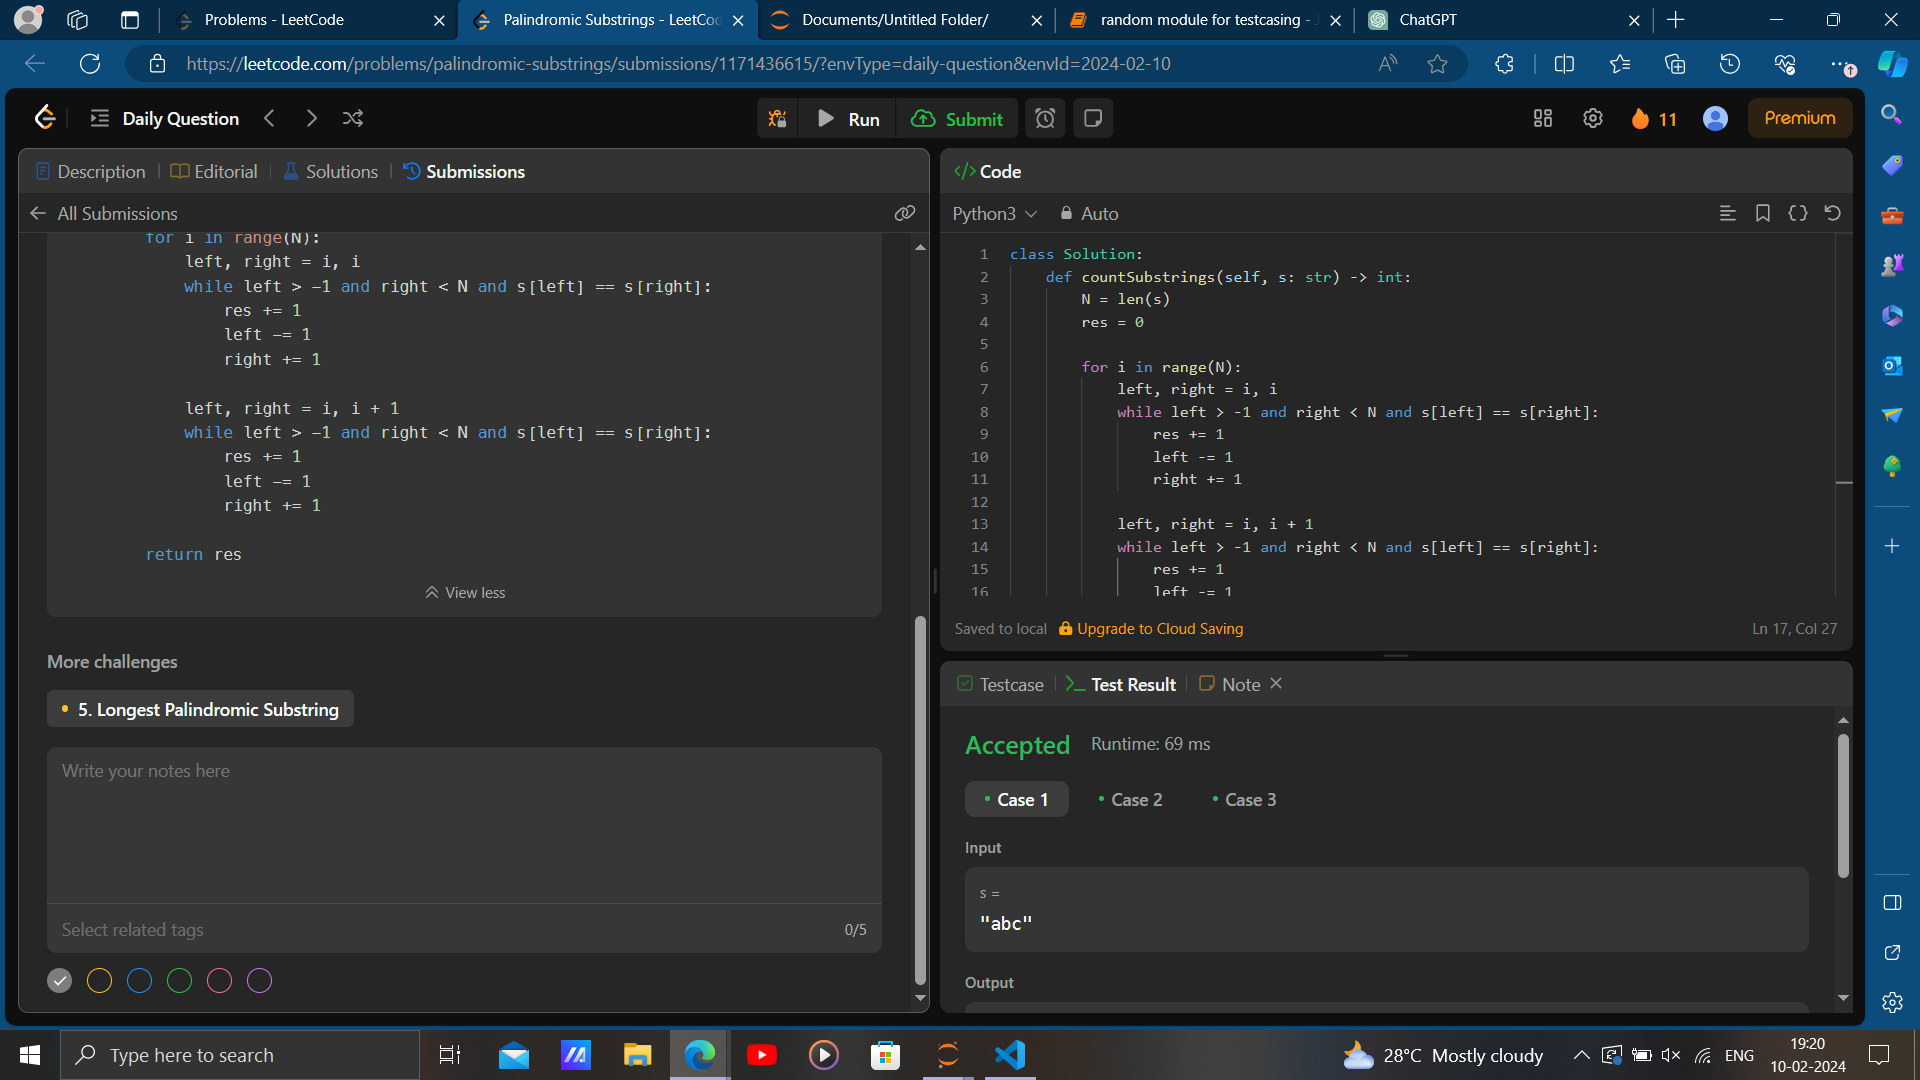 Problems - LeetCode
Palindromic Substrings - LeetCod
Documents/Untitled Folder/
random module for testcasing - J
ChatGPT
https://leetcode.com/problems/palindromic-substrings/submissions/1171436615/?envType=daily-question&envId=2024-02-10
Daily Question
Run
Submit
11
Premium
Description
Editorial
Solutions
Submissions
All Submissions
for i in range(N):
left, right = i, i
while left > -1 and right < N and s[left] == s[right]:
res += 1
left -= 1
right += 1
left, right = i, i + 1
while left > -1 and right < N and s[left] == s[right]:
res += 1
left -= 1
right += 1
return res
View less
More challenges
5. Longest Palindromic Substring
Write your notes here
Select related tags
0/5
</> Code
Python3
Auto
1 class Solution:
2 def countSubstrings(self, s: str) -> int:
3 N = len(s)
4 res = 0
5
6 for i in range(N):
7 left, right = i, i
8 while left > -1 and right < N and s[left] == s[right]:
9 res += 1
10 left -= 1
11 right += 1
12
13 left, right = i, i + 1
14 while left > -1 and right < N and s[left] == s[right]:
15 res += 1
16 left -= 1
Saved to local
Upgrade to Cloud Saving
Ln 17, Col 27
Testcase
Test Result
Note
Accepted
Runtime: 69 ms
Case 1
Case 2
Case 3
Input
s =
"abc"
Output
Type here to search
28°C Mostly cloudy
ENG
19:20
10-02-2024